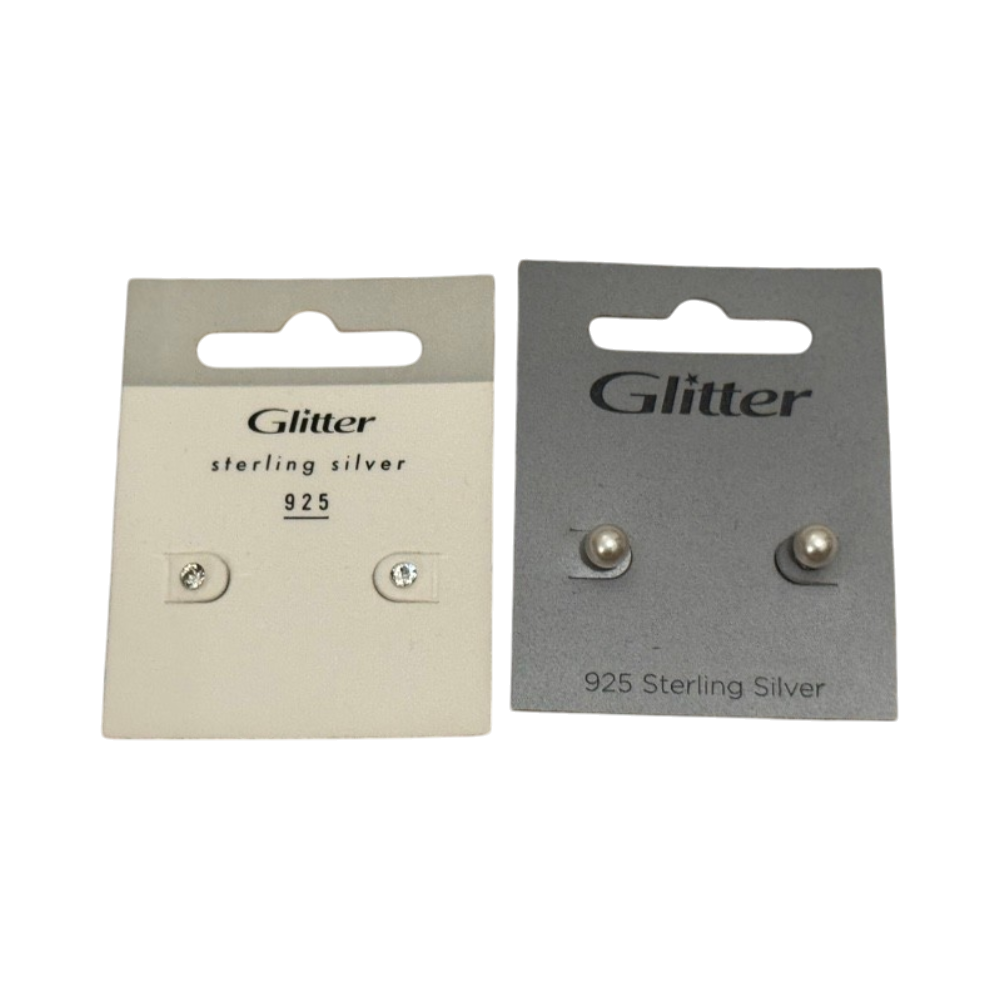 Glitter
sterling silver
925
Glitter
925 Sterling Silver